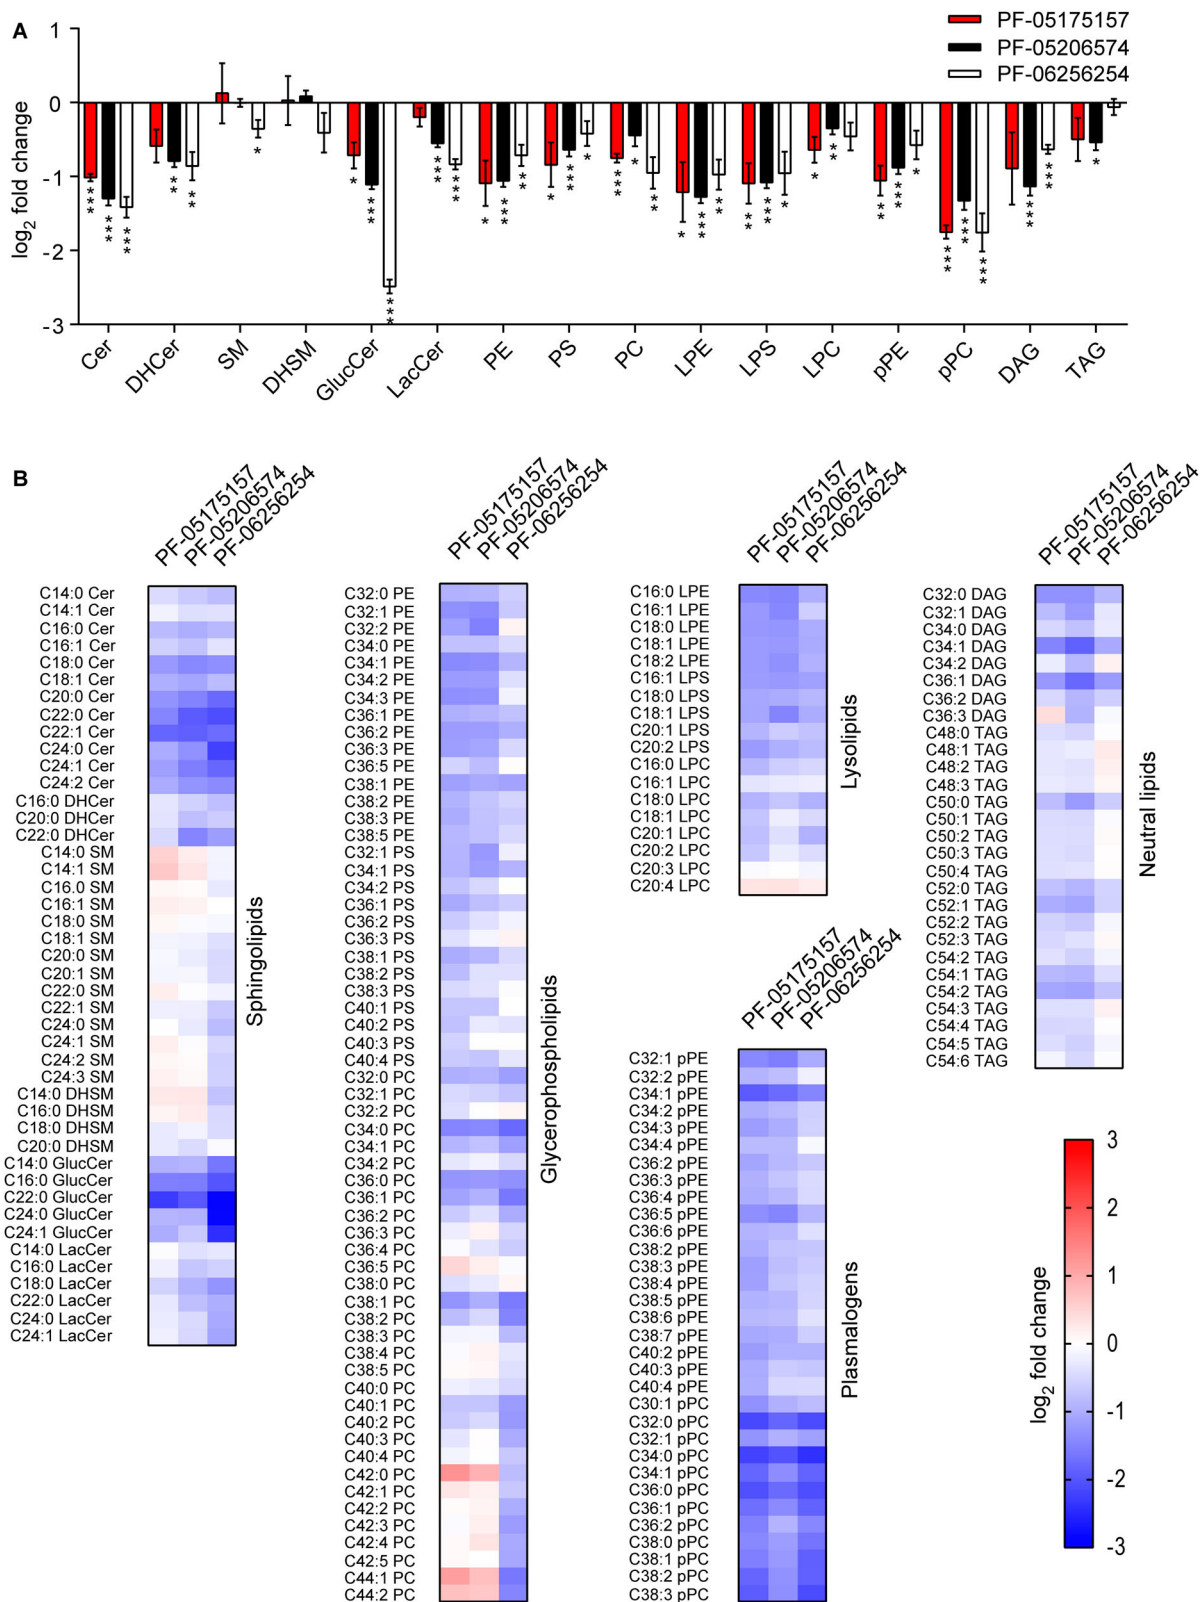 A
PF-05175157
PF-05206574
PF-06256254
log2 fold change
1
0
-1
-2
-3
* * *
* * *
* * *
* *
* *
*
*
* * *
* * *
* * *
* * *
*
* * *
* *
*
* * *
*
* * *
*
* *
*
* * *
* *
* *
* * *
*
*
* *
* *
* * *
*
* * *
* * *
* * *
* * *
* * *
*
Cer
DHCer
SM
DHSM
GlucCer
LacCer
PE
PS
PC
LPE
LPS
LPC
pPE
pPC
DAG
TAG
B
PF-05175157
PF-05206574
PF-06256254
C14:0 Cer
C14:1 Cer
C16:0 Cer
C16:1 Cer
C18:0 Cer
C18:1 Cer
C20:0 Cer
C22:0 Cer
C22:1 Cer
C24:0 Cer
C24:1 Cer
C24:2 Cer
C16:0 DHCer
C20:0 DHCer
C22:0 DHCer
C14:0 SM
C14:1 SM
C16:0 SM
C16:1 SM
C18:0 SM
C18:1 SM
C20:0 SM
C20:1 SM
C22:0 SM
C22:1 SM
C24:0 SM
C24:1 SM
C24:2 SM
C24:3 SM
C14:0 DHSM
C16:0 DHSM
C18:0 DHSM
C20:0 DHSM
C14:0 GlucCer
C16:0 GlucCer
C22:0 GlucCer
C24:0 GlucCer
C24:1 GlucCer
C14:0 LacCer
C16:0 LacCer
C18:0 LacCer
C22:0 LacCer
C24:0 LacCer
C24:1 LacCer
Sphingolipids
PF-05175157
PF-05206574
PF-06256254
C32:0 PE
C32:1 PE
C32:2 PE
C34:0 PE
C34:1 PE
C34:2 PE
C34:3 PE
C36:1 PE
C36:2 PE
C36:3 PE
C36:5 PE
C38:1 PE
C38:2 PE
C38:3 PE
C38:5 PE
C32:1 PS
C34:1 PS
C34:2 PS
C36:1 PS
C36:2 PS
C36:3 PS
C38:1 PS
C38:2 PS
C38:3 PS
C40:1 PS
C40:2 PS
C40:3 PS
C40:4 PS
C32:0 PC
C32:1 PC
C32:2 PC
C34:0 PC
C34:1 PC
C34:2 PC
C36:0 PC
C36:1 PC
C36:2 PC
C36:3 PC
C36:4 PC
C36:5 PC
C38:0 PC
C38:1 PC
C38:2 PC
C38:3 PC
C38:4 PC
C38:5 PC
C40:0 PC
C40:1 PC
C40:2 PC
C40:3 PC
C40:4 PC
C42:0 PC
C42:1 PC
C42:2 PC
C42:3 PC
C42:4 PC
C42:5 PC
C44:1 PC
C44:2 PC
Glycerophospholipids
PF-05175157
PF-05206574
PF-06256254
C16:0 LPE
C16:1 LPE
C18:0 LPE
C18:1 LPE
C18:2 LPE
C16:1 LPS
C18:0 LPS
C18:1 LPS
C20:1 LPS
C20:2 LPS
C16:0 LPC
C16:1 LPC
C18:0 LPC
C18:1 LPC
C20:1 LPC
C20:2 LPC
C20:3 LPC
C20:4 LPC
Lysolipids
PF-05175157
PF-05206574
PF-06256254
C32:1 pPE
C32:2 pPE
C34:1 pPE
C34:2 pPE
C34:3 pPE
C34:4 pPE
C36:2 pPE
C36:3 pPE
C36:4 pPE
C36:5 pPE
C36:6 pPE
C38:2 pPE
C38:3 pPE
C38:4 pPE
C38:5 pPE
C38:6 pPE
C38:7 pPE
C40:2 pPE
C40:3 pPE
C40:4 pPE
C30:1 pPC
C32:0 pPC
C32:1 pPC
C34:0 pPC
C34:1 pPC
C36:0 pPC
C36:1 pPC
C36:2 pPC
C38:0 pPC
C38:1 pPC
C38:2 pPC
C38:3 pPC
Plasmalogens
PF-05175157
PF-05206574
PF-06256254
C32:0 DAG
C32:1 DAG
C34:0 DAG
C34:1 DAG
C34:2 DAG
C36:1 DAG
C36:2 DAG
C36:3 DAG
C48:0 TAG
C48:1 TAG
C48:2 TAG
C48:3 TAG
C50:0 TAG
C50:1 TAG
C50:2 TAG
C50:3 TAG
C50:4 TAG
C52:0 TAG
C52:1 TAG
C52:2 TAG
C52:3 TAG
C54:2 TAG
C54:1 TAG
C54:2 TAG
C54:3 TAG
C54:4 TAG
C54:5 TAG
C54:6 TAG
Neutral lipids
log2 fold change
3
2
1
0
-1
-2
-3